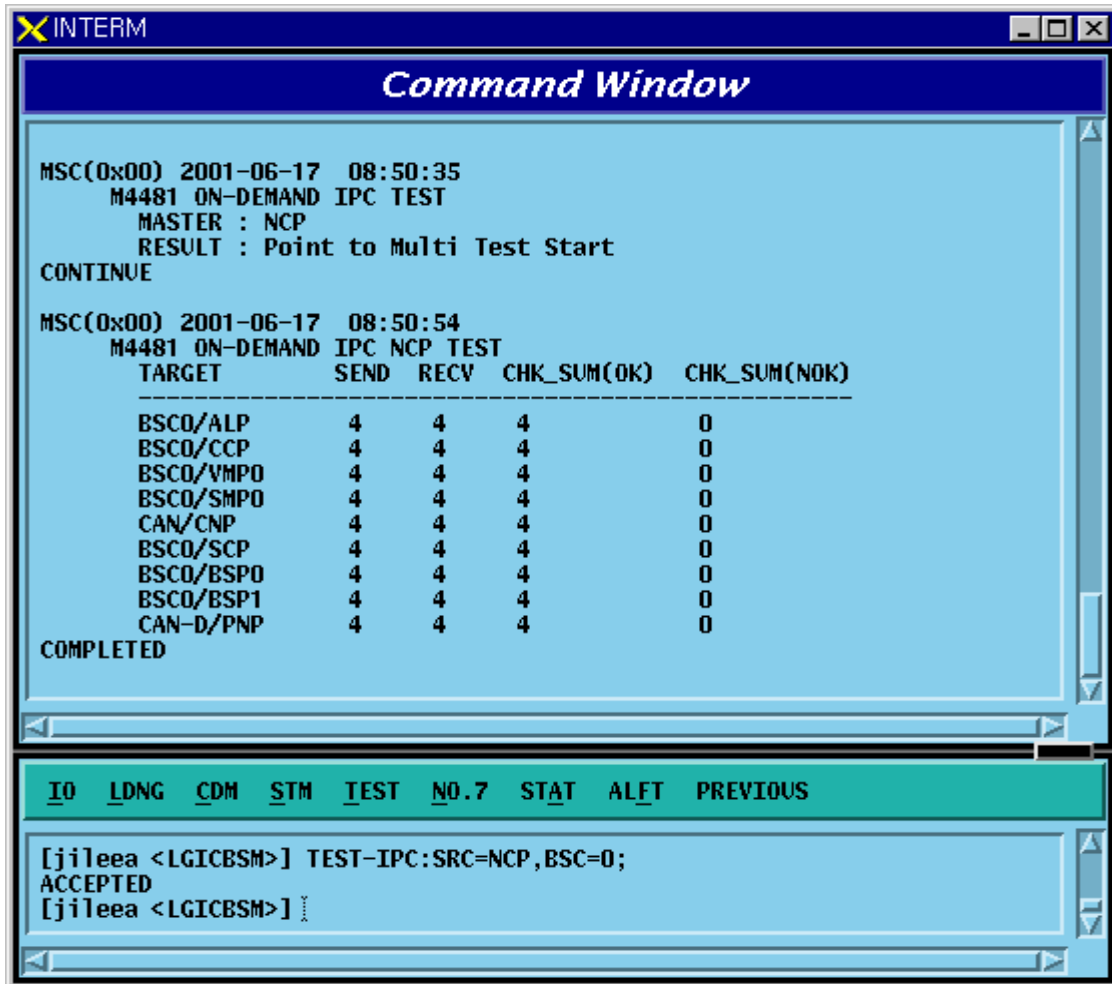 INTERM
Command Window
MSC(0x00) 2001-06-17 08:50:35
M4481 ON-DEMAND IPC TEST
MASTER : NCP
RESULT : Point to Multi Test Start
CONTINUE
MSC(0x00) 2001-06-17 08:50:54
M4481 ON-DEMAND IPC NCP TEST
TARGET SEND RECV CHK_SUM(OK) CHK_SUM(NOK)
---------------------------------------------------
BSC0/ALP 4 4 4 0
BSC0/CCP 4 4 4 0
BSC0/VMP0 4 4 4 0
BSC0/SMP0 4 4 4 0
CAN/CNP 4 4 4 0
BSC0/SCP 4 4 4 0
BSC0/BSP0 4 4 4 0
BSC0/BSP1 4 4 4 0
CAN-D/PNP 4 4 4 0
COMPLETED
IO LDNG CDM STM TEST NO.7 STAT ALFT PREVIOUS
[jileea <LGICBSM>] TEST-IPC:SRC=NCP,BSC=0;
ACCEPTED
[jileea <LGICBSM>]